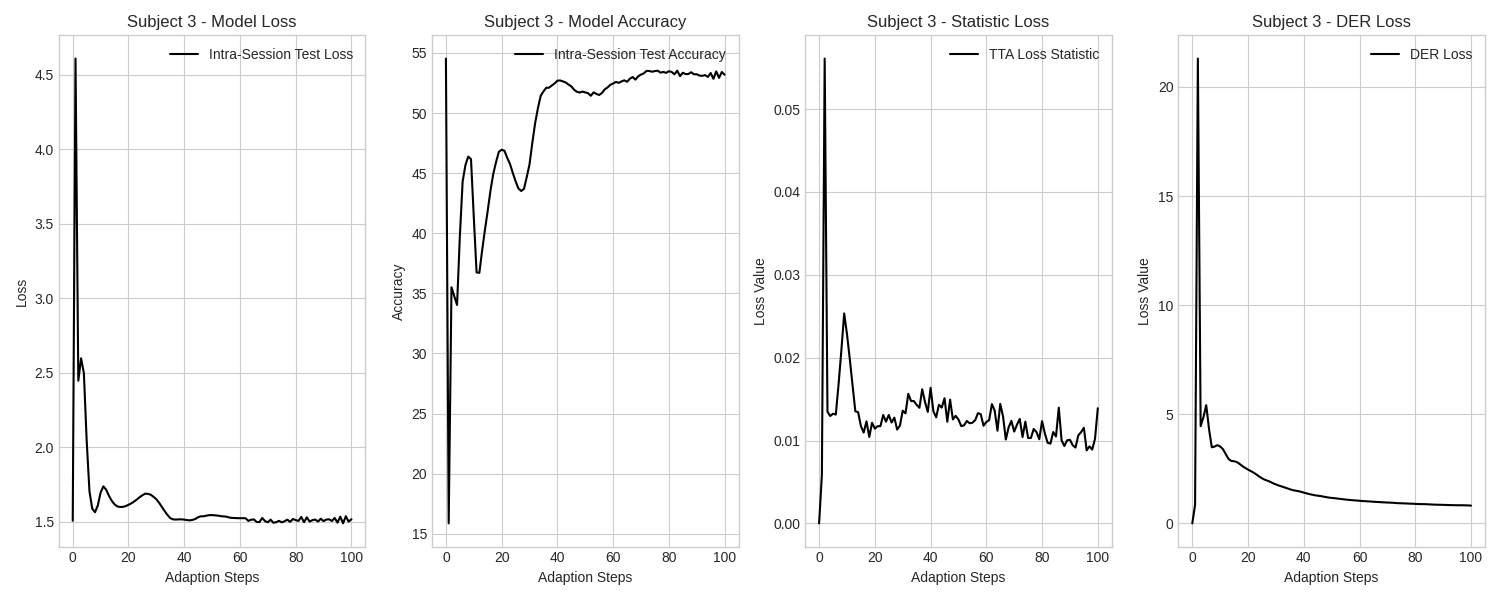 Subject 3 - Model Loss
Intra-Session Test Loss
4.5
4.0
3.5
3.0
2.5
2.0
1.5
Loss
0 20 40 60 80 100
Adaption Steps
Subject 3 - Model Accuracy
Intra-Session Test Accuracy
55
50
45
40
35
30
25
20
15
Accuracy
0 20 40 60 80 100
Adaption Steps
Subject 3 - Statistic Loss
TTA Loss Statistic
0.05
0.04
0.03
0.02
0.01
0.00
Loss Value
0 20 40 60 80 100
Adaption Steps
Subject 3 - DER Loss
DER Loss
20
15
10
5
0
Loss Value
0 20 40 60 80 100
Adaption Steps